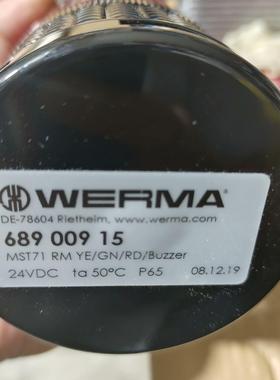 WERMA®
DE-78604 Rietheim, www.werma.com
689 009 15
MST71 RM YE/GN/RD/Buzzer
24VDC ta 50°C P65 08.12.19